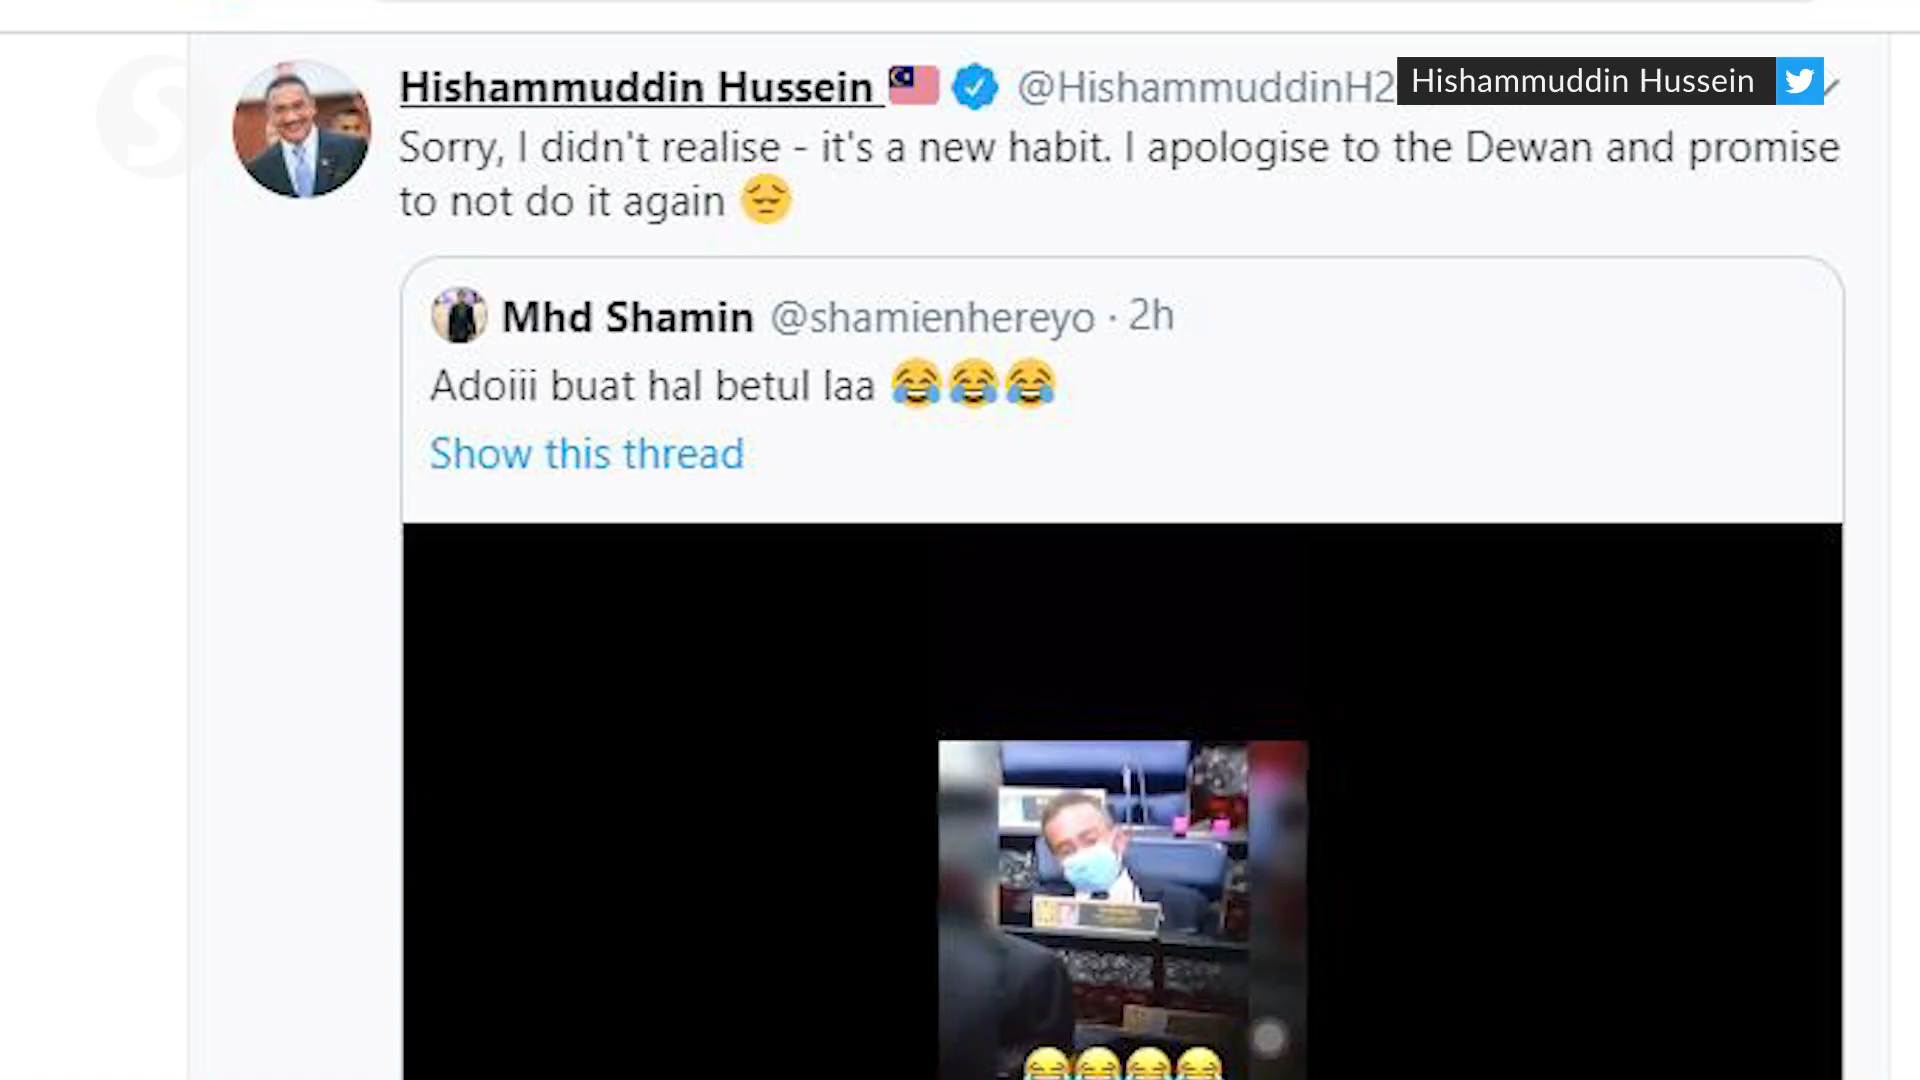 Hishammuddin Hussein 🇲🇾 @HishammuddinH2
Hishammuddin Hussein
Sorry, I didn't realise - it's a new habit. I apologise to the Dewan and promise
to not do it again 😔
Mhd Shamin @shamienhereyo · 2h
Adoiii buat hal betul laa 😂😂😂
Show this thread